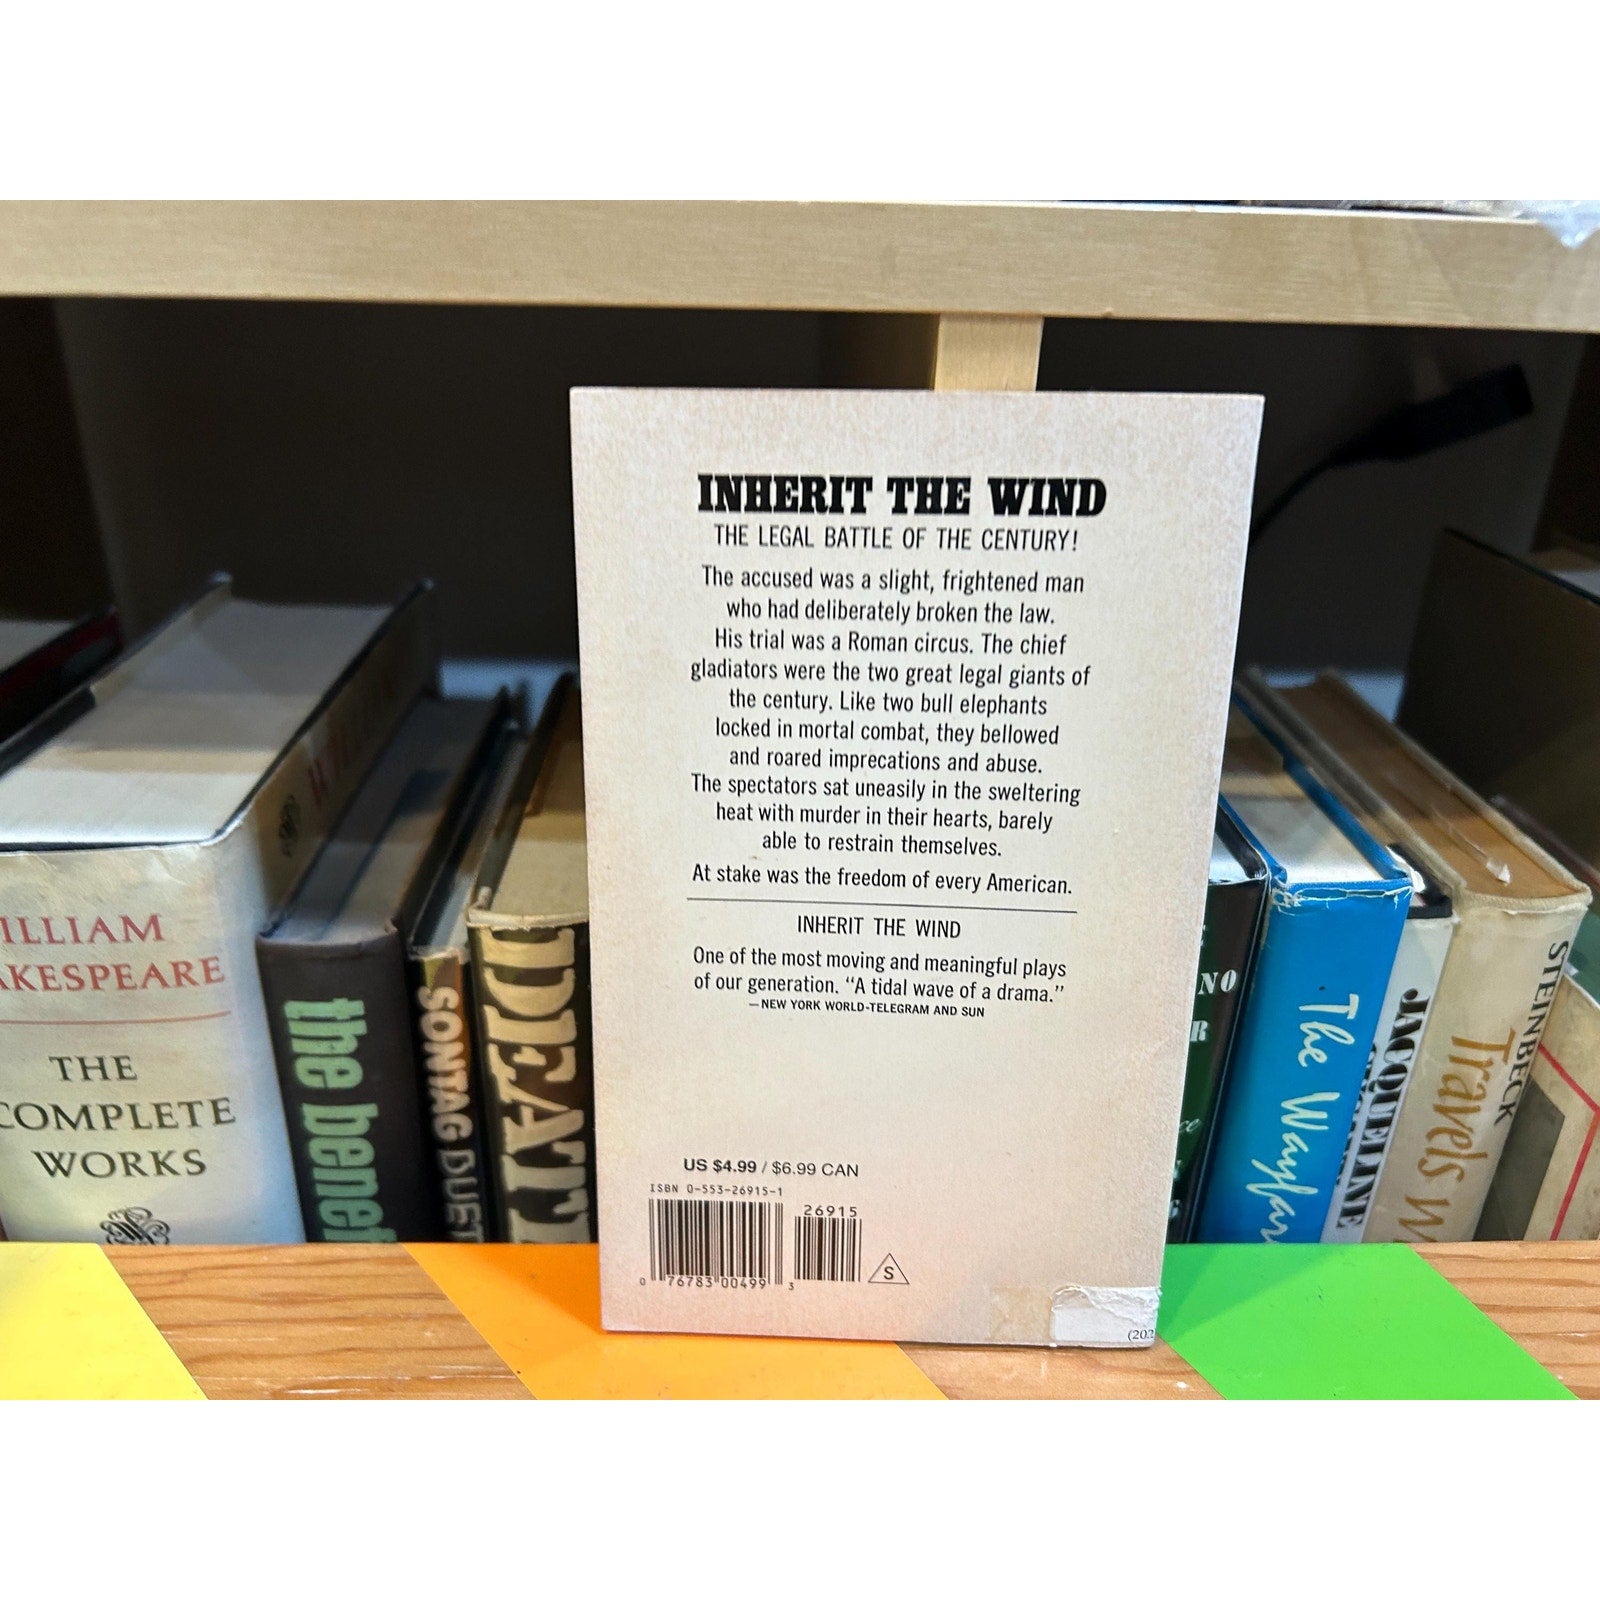 INHERIT THE WIND
THE LEGAL BATTLE OF THE CENTURY!
The accused was a slight, frightened man
who had deliberately broken the law.
His trial was a Roman circus. The chief
gladiators were the two great legal giants of
the century. Like two bull elephants
locked in mortal combat, they bellowed
and roared imprecations and abuse.
The spectators sat uneasily in the sweltering
heat with murder in their hearts, barely
able to restrain themselves.
At stake was the freedom of every American.
INHERIT THE WIND
One of the most moving and meaningful plays
of our generation. “A tidal wave of a drama.”
—NEW YORK WORLD-TELEGRAM AND SUN
US $4.99 / $6.99 CAN
ISBN 0-553-26915-1
26915
0 76783 00499 3
S
(202
ILLIAM
AKESPEARE
THE
COMPLETE
WORKS
the benef
SONTAG DUET
DEATH
NO
R
The Wayfar
JACQUELINE
STEINBECK
Travels W